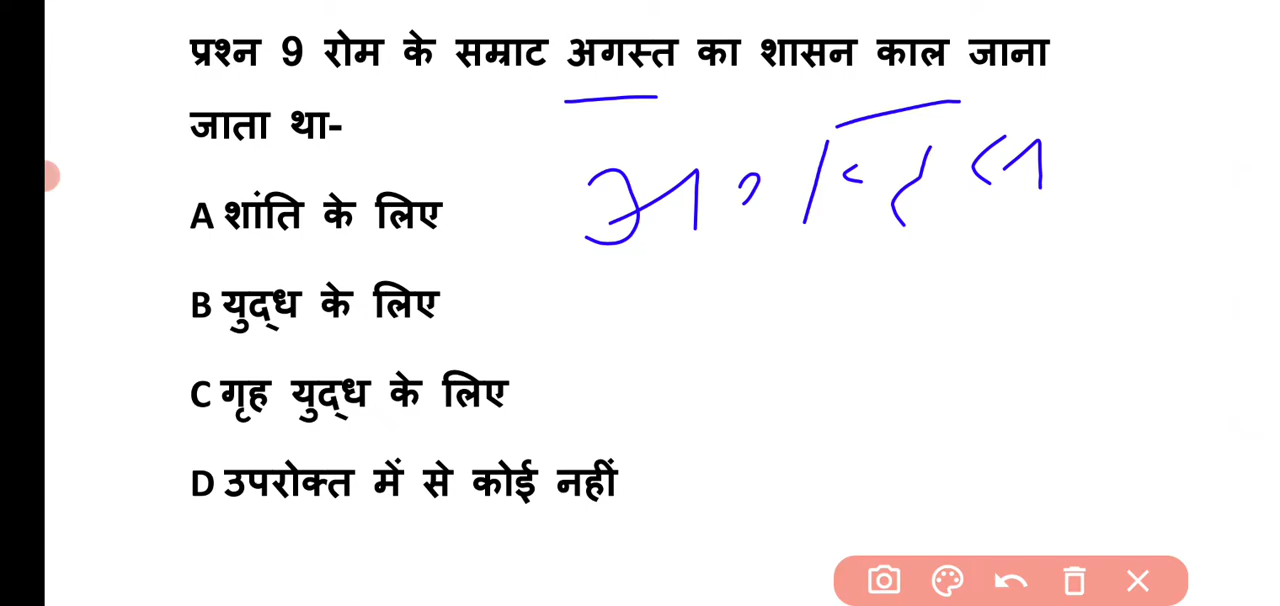 प्रश्न 9 रोम के सम्राट अगस्त का शासन काल जाना
जाता था-
A शांति के लिए
B युद्ध के लिए
C गृह युद्ध के लिए
D उपरोक्त में से कोई नहीं